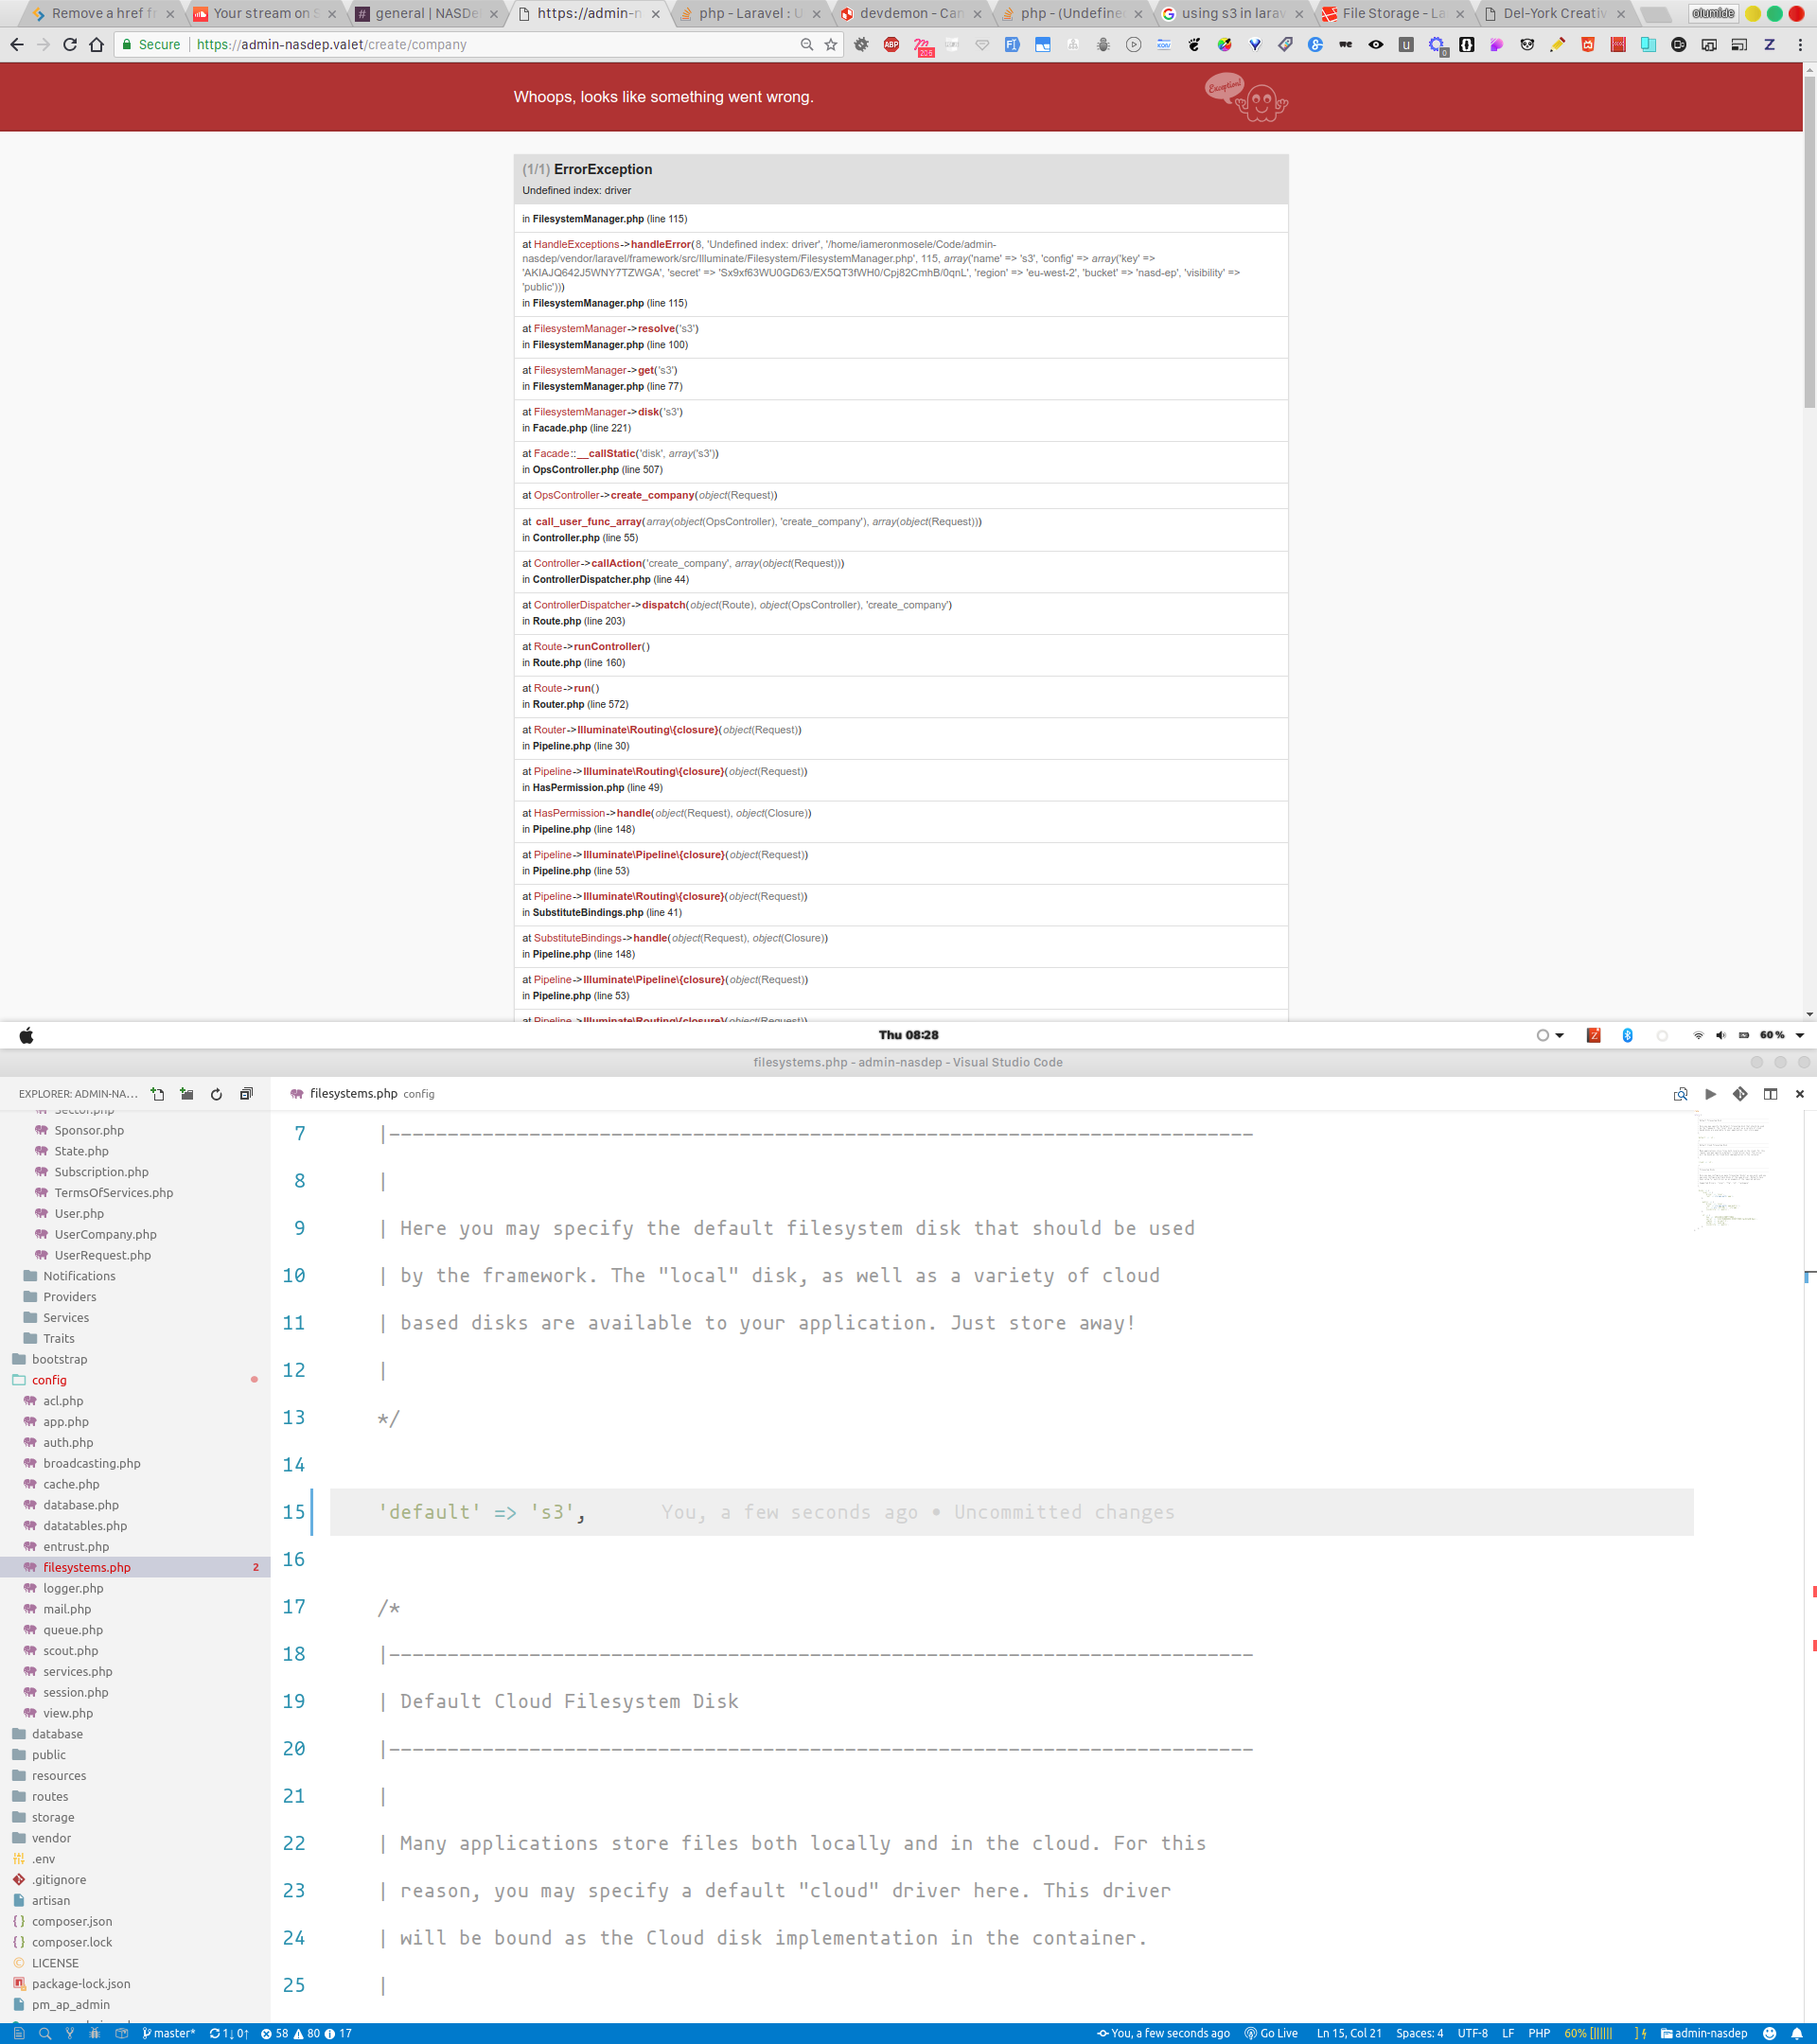 Remove a href fr
Your stream on S
general | NASDe
https://admin-n
php - Laravel : U
devdemon - Can
php - (Undefine
using s3 in larav
File Storage - La
Del-York Creativ
olumide
Secure
https://admin-nasdep.valet/create/company
Whoops, looks like something went wrong.
Exception!
(1/1) ErrorException
Undefined index: driver
in FilesystemManager.php (line 115)
at HandleExceptions->handleError(8, 'Undefined index: driver', '/home/iameronmosele/Code/admin-
nasdep/vendor/laravel/framework/src/Illuminate/Filesystem/FilesystemManager.php', 115, array('name' => 's3', 'config' => array('key' =>
'AKIAJQ642J5WNY7TZWGA', 'secret' => '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', 'region' => 'eu-west-2', 'bucket' => 'nasd-ep', 'visibility' =>
'public')))
in FilesystemManager.php (line 115)
at FilesystemManager->resolve('s3')
in FilesystemManager.php (line 100)
at FilesystemManager->get('s3')
in FilesystemManager.php (line 77)
at FilesystemManager->disk('s3')
in Facade.php (line 221)
at Facade::__callStatic('disk', array('s3'))
in OpsController.php (line 507)
at OpsController->create_company(object(Request))
at call_user_func_array(array(object(OpsController), 'create_company'), array(object(Request)))
in Controller.php (line 55)
at Controller->callAction('create_company', array(object(Request)))
in ControllerDispatcher.php (line 44)
at ControllerDispatcher->dispatch(object(Route), object(OpsController), 'create_company')
in Route.php (line 203)
at Route->runController()
in Route.php (line 160)
at Route->run()
in Router.php (line 572)
at Router->Illuminate\Routing\{closure}(object(Request))
in Pipeline.php (line 30)
at Pipeline->Illuminate\Routing\{closure}(object(Request))
in HasPermission.php (line 49)
at HasPermission->handle(object(Request), object(Closure))
in Pipeline.php (line 148)
at Pipeline->Illuminate\Pipeline\{closure}(object(Request))
in Pipeline.php (line 53)
at Pipeline->Illuminate\Routing\{closure}(object(Request))
in SubstituteBindings.php (line 41)
at SubstituteBindings->handle(object(Request), object(Closure))
in Pipeline.php (line 148)
at Pipeline->Illuminate\Pipeline\{closure}(object(Request))
in Pipeline.php (line 53)
at Pipeline->Illuminate\Routing\{closure}(object(Request))
Thu 08:28
60 %
filesystems.php - admin-nasdep - Visual Studio Code
EXPLORER: ADMIN-NA...
filesystems.php config
Sector.php
Sponsor.php
State.php
Subscription.php
TermsOfServices.php
User.php
UserCompany.php
UserRequest.php
Notifications
Providers
Services
Traits
bootstrap
config
acl.php
app.php
auth.php
broadcasting.php
cache.php
database.php
datatables.php
entrust.php
filesystems.php 2
logger.php
mail.php
queue.php
scout.php
services.php
session.php
view.php
database
public
resources
routes
storage
vendor
.env
.gitignore
artisan
composer.json
composer.lock
LICENSE
package-lock.json
pm_ap_admin
7 |--------------------------------------------------------------------------
8 |
9 | Here you may specify the default filesystem disk that should be used
10 | by the framework. The "local" disk, as well as a variety of cloud
11 | based disks are available to your application. Just store away!
12 |
13 */
14
15 'default' => 's3', You, a few seconds ago • Uncommitted changes
16
17 /*
18 |--------------------------------------------------------------------------
19 | Default Cloud Filesystem Disk
20 |--------------------------------------------------------------------------
21 |
22 | Many applications store files both locally and in the cloud. For this
23 | reason, you may specify a default "cloud" driver here. This driver
24 | will be bound as the Cloud disk implementation in the container.
25 |
master* 1↓ 0↑ 58 80 17
You, a few seconds ago Go Live Ln 15, Col 21 Spaces: 4 UTF-8 LF PHP 60% admin-nasdep